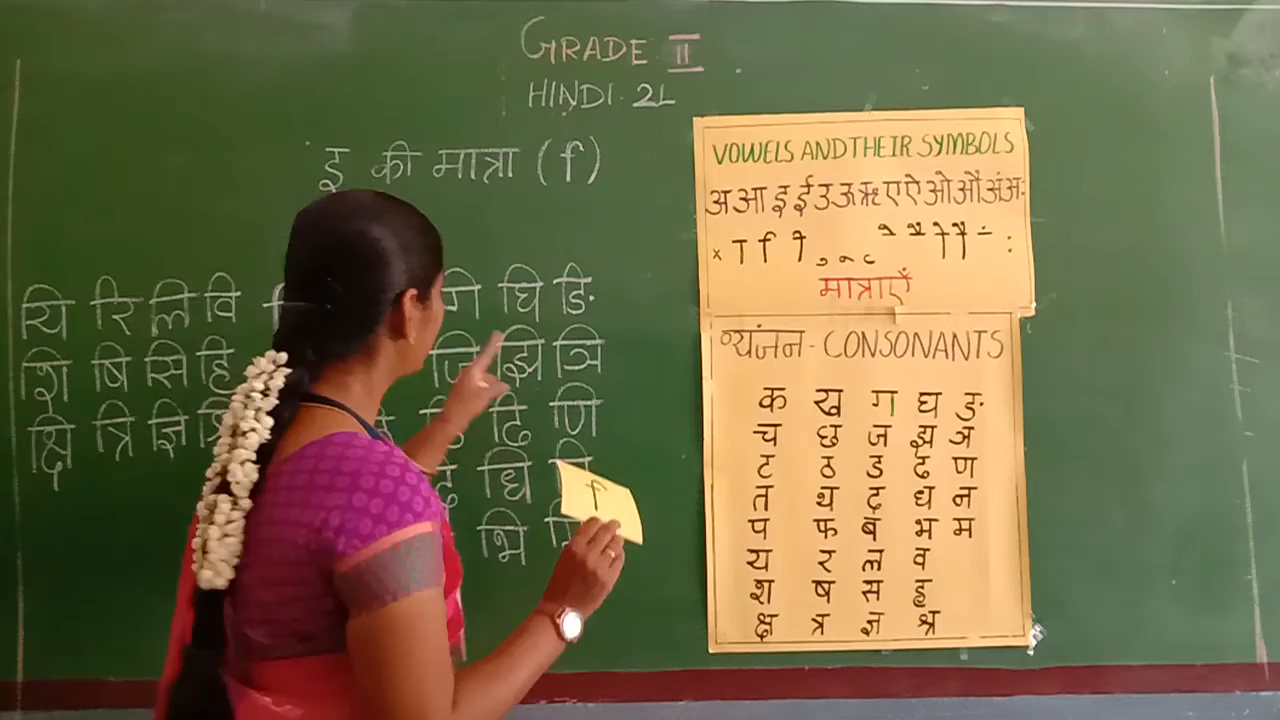 GRADE II
HINDI 2L
इ की मात्रा (ि)
यि रि लि वि गि घि ङि
शि षि सि हि जि झि ञि
क्षि त्रि ज्ञि ढि णि
धि
भि
ि
VOWELS AND THEIR SYMBOLS
अ आ इ ई उ ऊ ऋ ए ऐ ओ औ अं अः
× ा ि ी ु ू ृ े ै ो ौ ं ः
मात्राएँ
व्यंजन - CONSONANTS
क ख ग घ ङ
च छ ज झ ञ
ट ठ ड ढ ण
त थ द ध न
प फ ब भ म
य र ल व
श ष स ह
क्ष त्र ज्ञ श्र